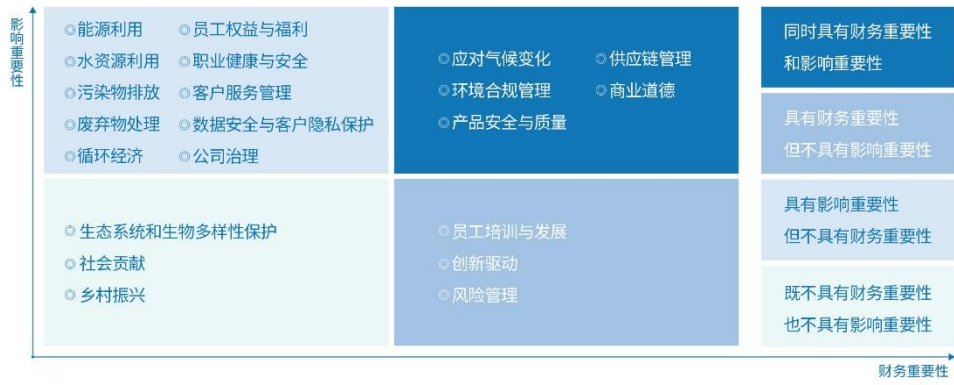 影响重要性
◎能源利用
◎水资源利用
◎污染物排放
◎废弃物处理
◎循环经济
◎员工权益与福利
◎职业健康与安全
◎客户服务管理
◎数据安全与客户隐私保护
◎公司治理
◎应对气候变化
◎环境合规管理
◎产品安全与质量
◎供应链管理
◎商业道德
◎生态系统和生物多样性保护
◎社会贡献
◎乡村振兴
◎员工培训与发展
◎创新驱动
◎风险管理
同时具有财务重要性
和影响重要性
具有财务重要性
但不具有影响重要性
具有影响重要性
但不具有财务重要性
既不具有财务重要性
也不具有影响重要性
财务重要性